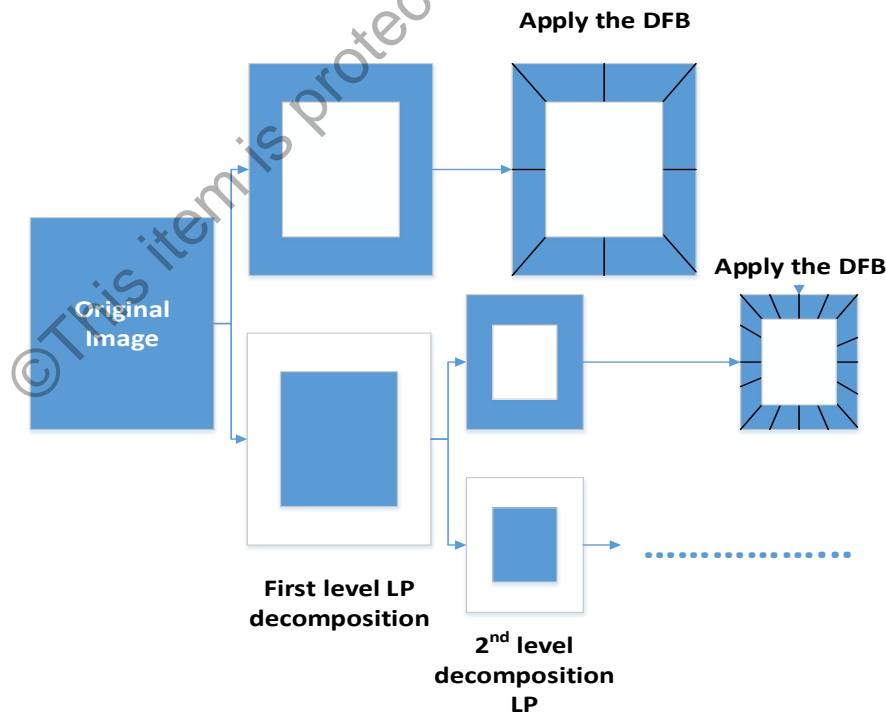 Apply the DFB
©This item is protec
Apply the DFB
Original
Image
First level LP
decomposition
2nd level
decomposition
LP